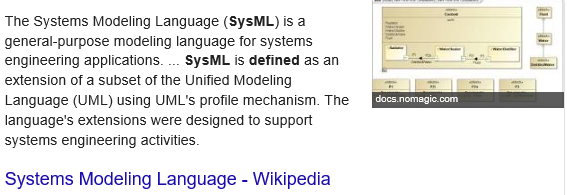 The Systems Modeling Language (SysML) is a
general-purpose modeling language for systems
engineering applications. ... SysML is defined as an
extension of a subset of the Unified Modeling
Language (UML) using UML's profile mechanism. The
language's extensions were designed to support
systems engineering activities.
docs.nomagic.com
Systems Modeling Language - Wikipedia